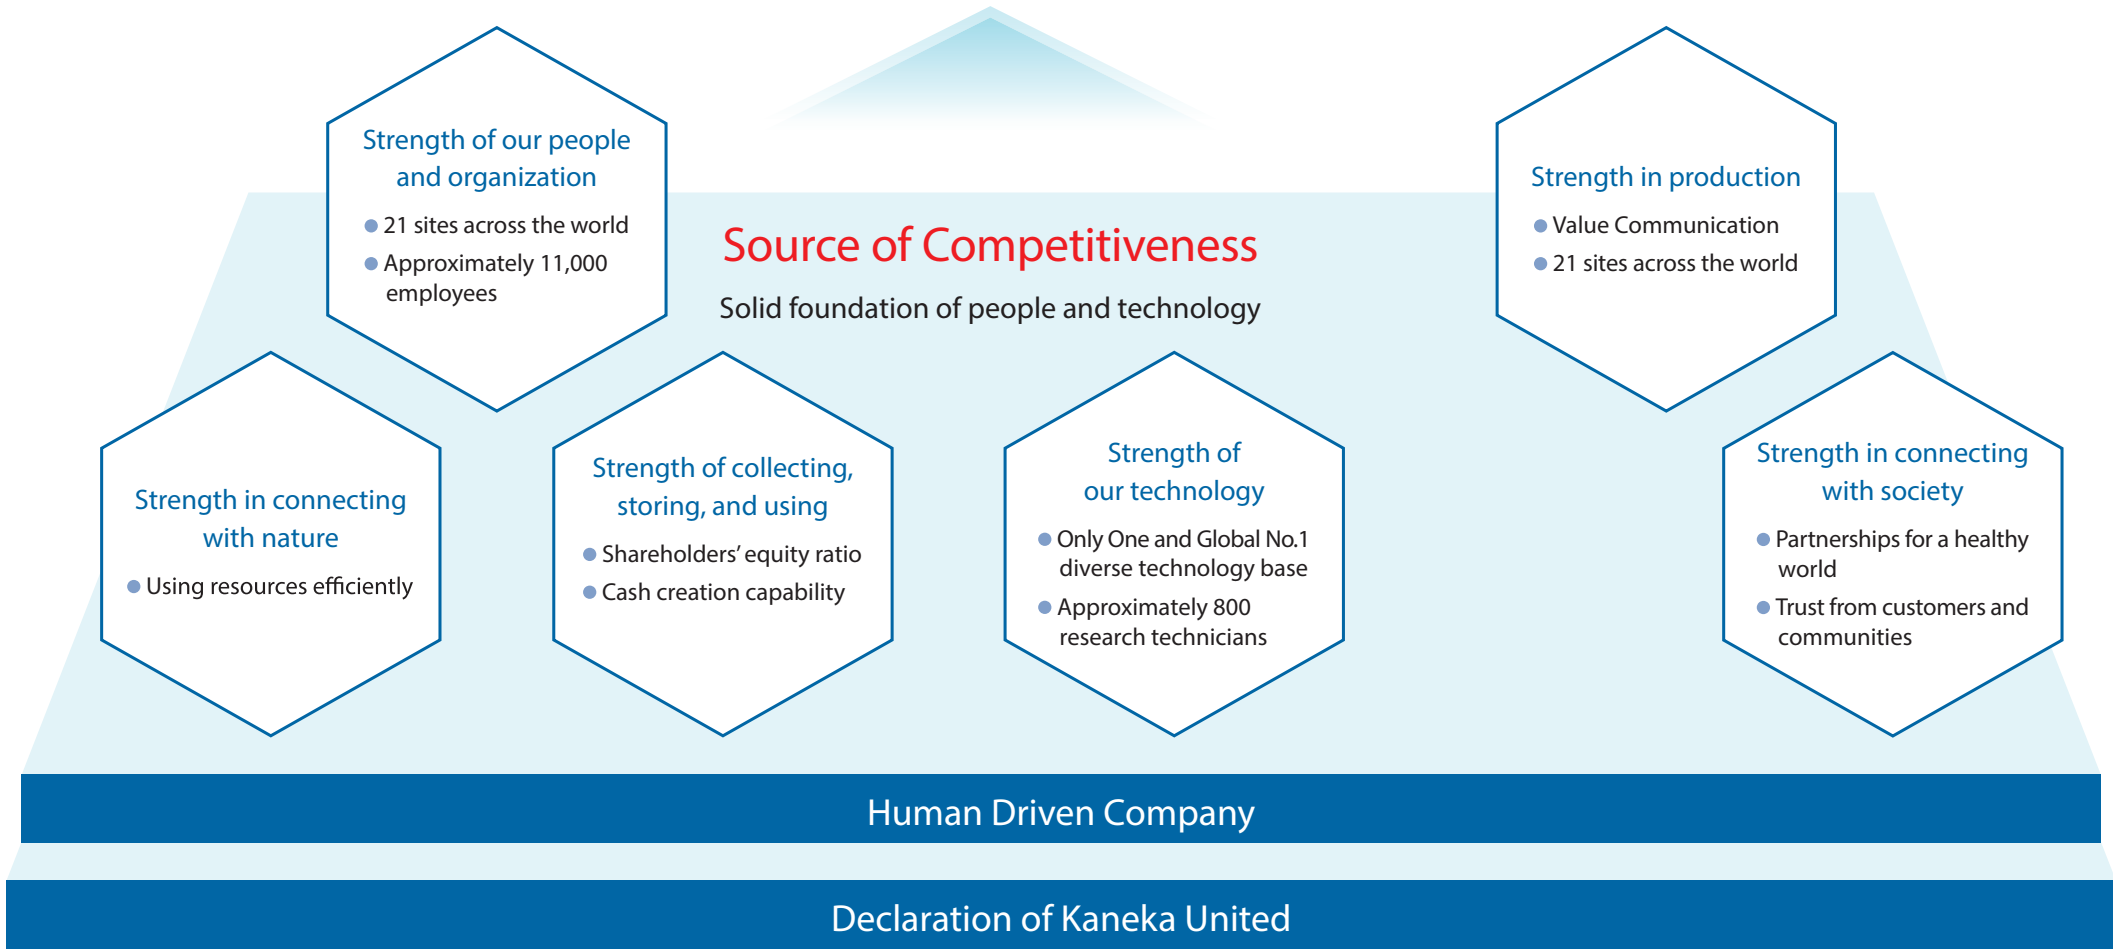 Strength of our people
and organization
● 21 sites across the world
● Approximately 11,000
employees
Source of Competitiveness
Solid foundation of people and technology
Strength in production
● Value Communication
● 21 sites across the world
Strength in connecting
with nature
● Using resources efficiently
Strength of collecting,
storing, and using
● Shareholders' equity ratio
● Cash creation capability
Strength of
our technology
● Only One and Global No.1
diverse technology base
● Approximately 800
research technicians
Strength in connecting
with society
● Partnerships for a healthy
world
● Trust from customers and
communities
Human Driven Company
Declaration of Kaneka United